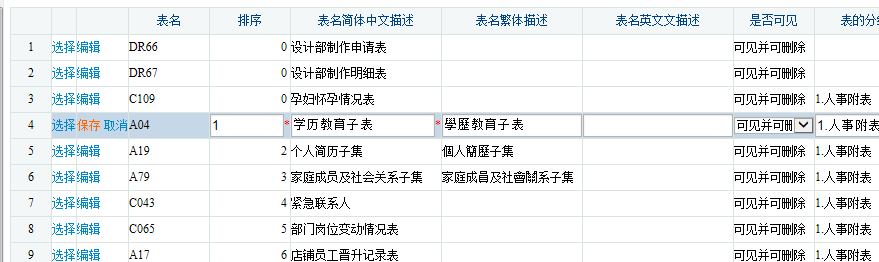 表名 排序 表名简体中文描述 表名繁体描述 表名英文文描述 是否可见 表的分
1 选择 编辑 DR66 0 设计部制作申请表 可见并可删除
2 选择 编辑 DR67 0 设计部制作明细表 可见并可删除
3 选择 编辑 C109 0 孕妇怀孕情况表 可见并可删除 1.人事附表
4 选择 保存 取消 A04 1 * 学历教育子表 * 學歷教育子表 可见并可删 1.人事附表
5 选择 编辑 A19 2 个人简历子集 個人簡歷子集 可见并可删除 1.人事附表
6 选择 编辑 A79 3 家庭成员及社会关系子集 家庭成員及社會關系子集 可见并可删除 1.人事附表
7 选择 编辑 C043 4 紧急联系人 可见并可删除 1.人事附表
8 选择 编辑 C065 5 部门岗位变动情况表 可见并可删除 1.人事附表
9 选择 编辑 A17 6 店铺员工晋升记录表 可见并可删除 1.人事附表